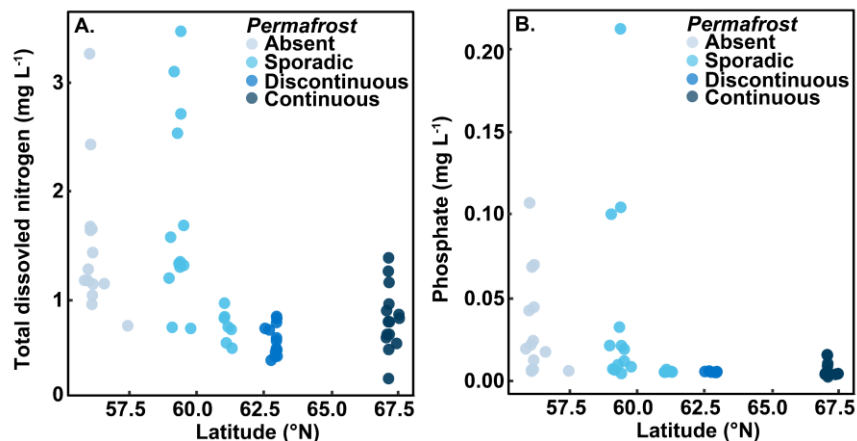 A.
Permafrost
Absent
Sporadic
Discontinuous
Continuous
Total dissovled nitrogen (mg L-1)
3
2
1
0
57.5 60.0 62.5 65.0 67.5
Latitude (°N)
B.
Permafrost
Absent
Sporadic
Discontinuous
Continuous
Phosphate (mg L-1)
0.20
0.15
0.10
0.05
0.00
57.5 60.0 62.5 65.0 67.5
Latitude (°N)